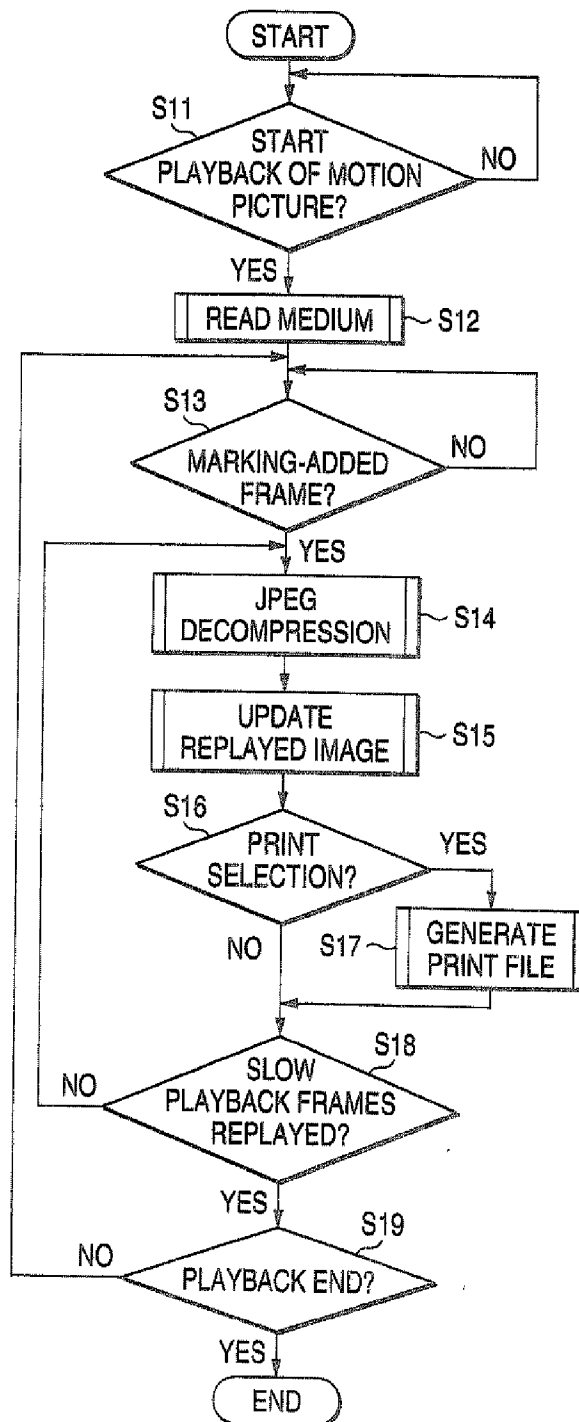 START
S11
START
PLAYBACK OF MOTION
PICTURE?
NO
YES
READ MEDIUM
S12
S13
MARKING-ADDED
FRAME?
NO
YES
JPEG
DECOMPRESSION
S14
UPDATE
REPLAYED IMAGE
S15
S16
PRINT
SELECTION?
YES
NO
S17
GENERATE
PRINT FILE
S18
SLOW
PLAYBACK FRAMES
REPLAYED?
NO
YES
S19
NO
PLAYBACK END?
YES
END